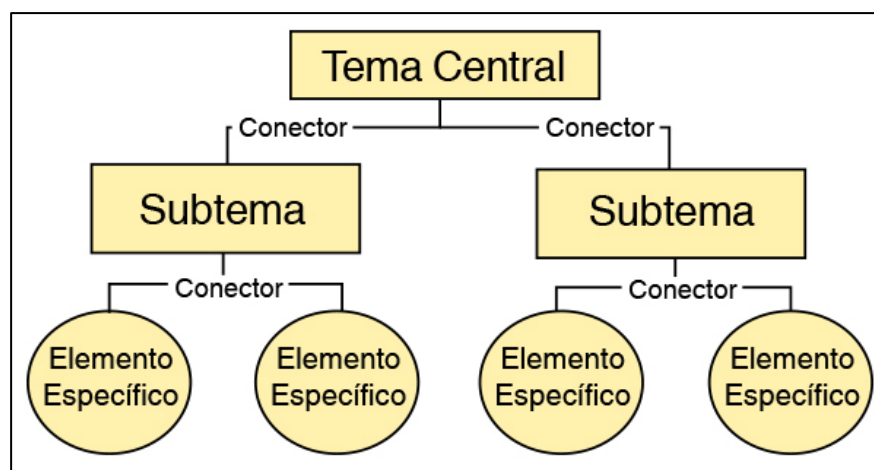 Tema Central
Conector
Conector
Subtema
Subtema
Conector
Conector
Elemento
Específico
Elemento
Específico
Elemento
Específico
Elemento
Específico